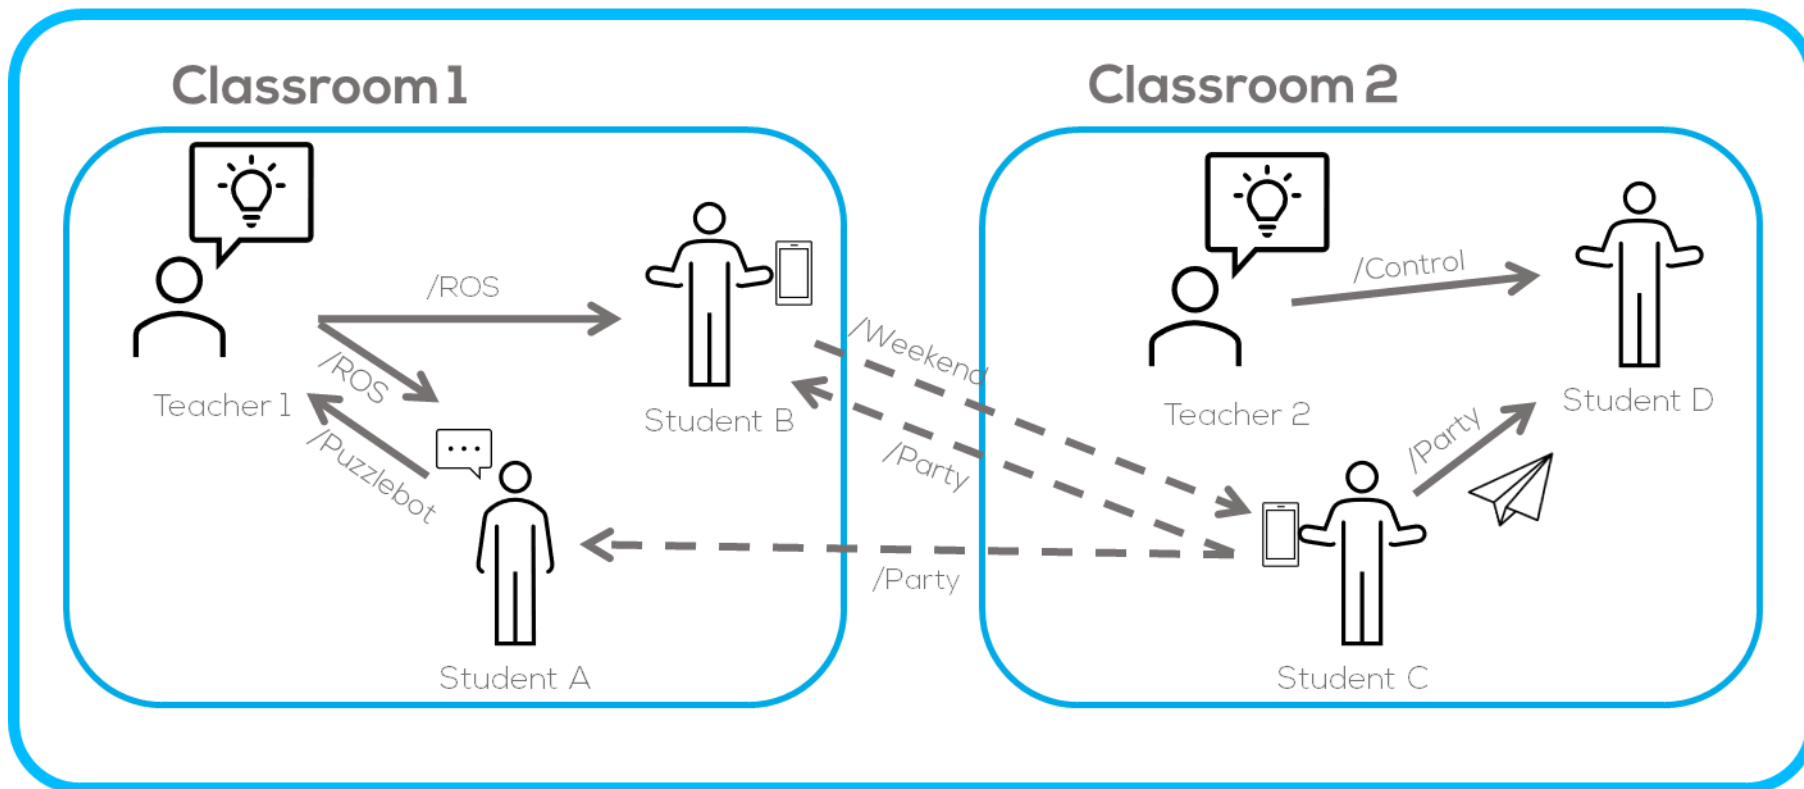 Classroom 1
Classroom 2
/ROS
/ROS
Teacher 1
/Puzzlebot
Student B
Student A
/Weekend
/Party
/Party
/Control
Teacher 2
Student D
/Party
Student C